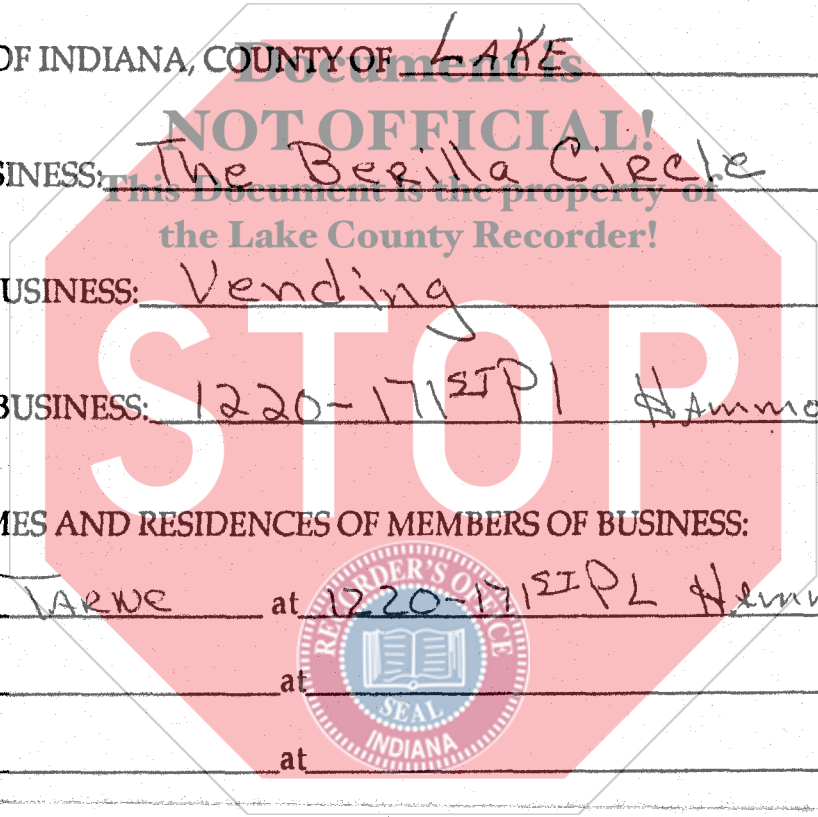 OF INDIANA, COUNTY OF LAKE
Document is
NOT OFFICIAL!
SINESS: The Berilla Circle
This Document is the property of
the Lake County Recorder!
USINESS: Vending
STOP
BUSINESS: 1220-171ST Pl Hammo
MES AND RESIDENCES OF MEMBERS OF BUSINESS:
at 1220-171ST PL Hamm
RECORDER'S OFFICE
at
SEAL
INDIANA
at